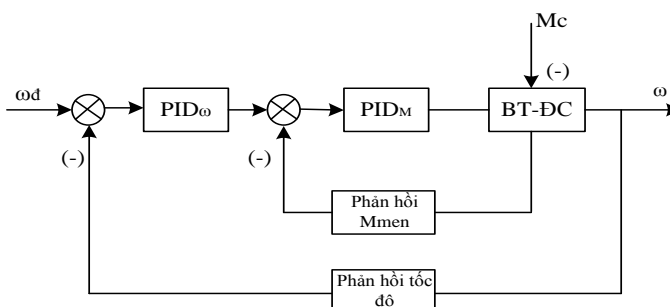 Mc
(-)
ωđ
PIDω
PIDM
BT-ĐC
ω
(-)
(-)
Phản hồi
Mmen
Phản hồi tốc
độ